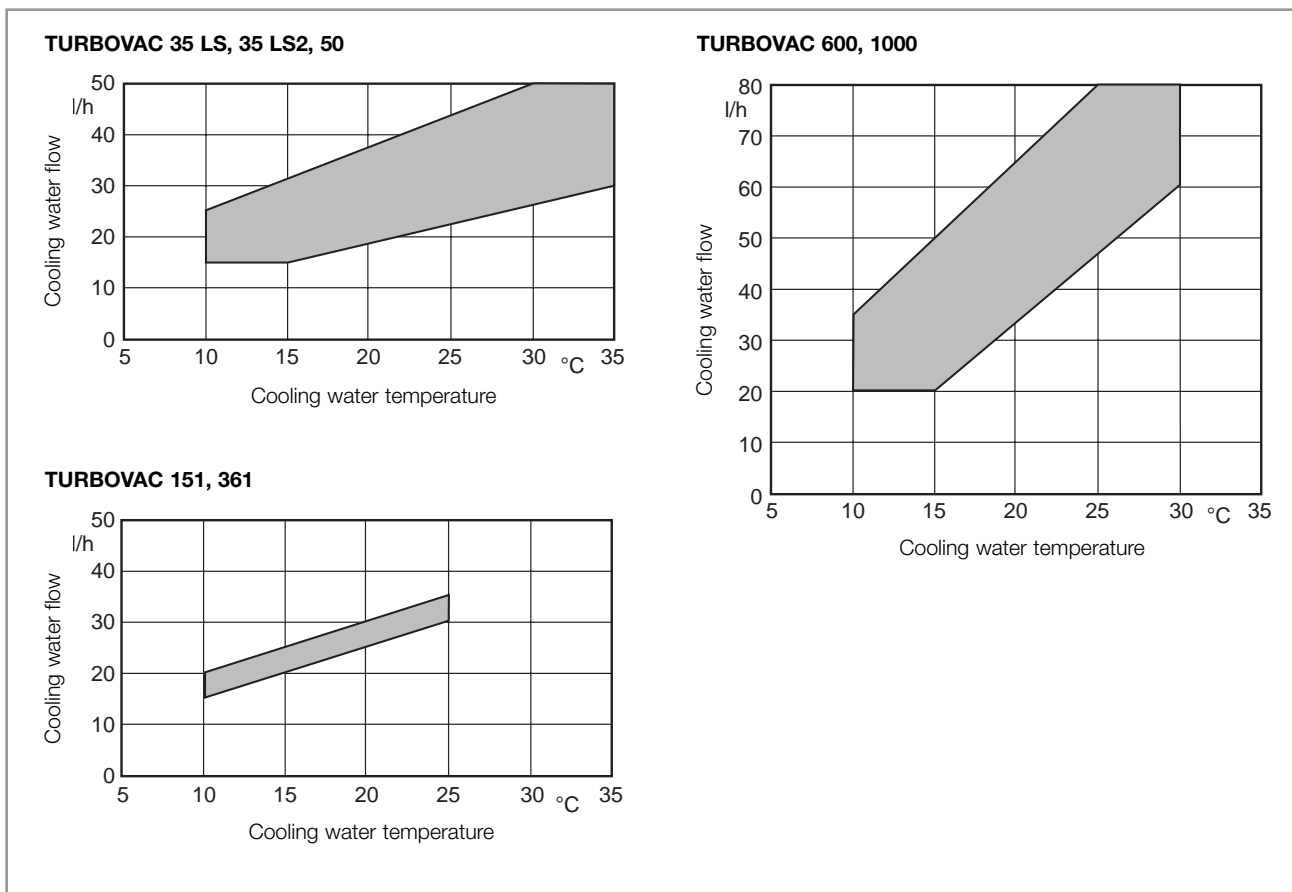 TURBOVAC 35 LS, 35 LS2, 50
50
l/h
40
30
20
10
0
Cooling water flow
5 10 15 20 25 30 °C 35
Cooling water temperature
TURBOVAC 151, 361
50
l/h
40
30
20
10
0
Cooling water flow
5 10 15 20 25 30 °C 35
Cooling water temperature
TURBOVAC 600, 1000
80
l/h
70
60
50
40
30
20
10
0
Cooling water flow
5 10 15 20 25 30 °C 35
Cooling water temperature